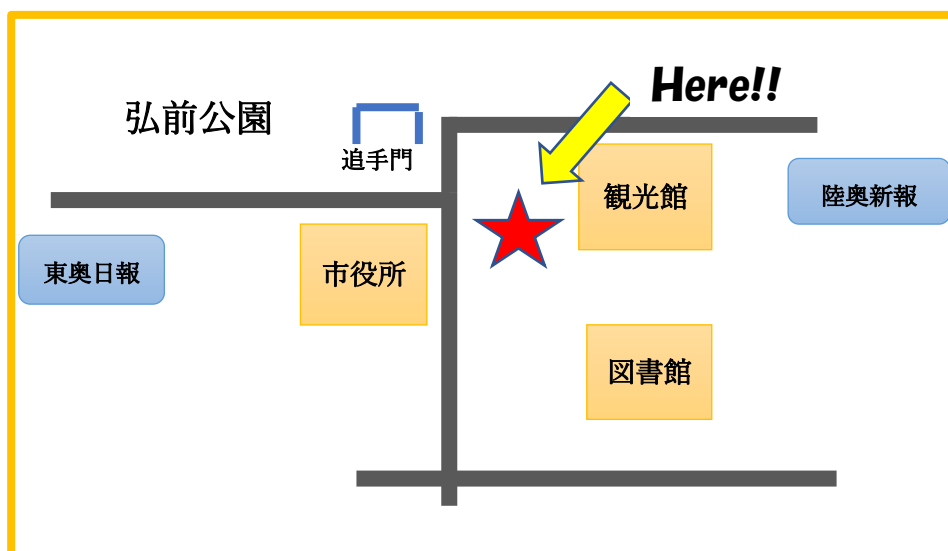 Here!!
弘前公園
追手門
観光館
陸奥新報
東奥日報
市役所
図書館